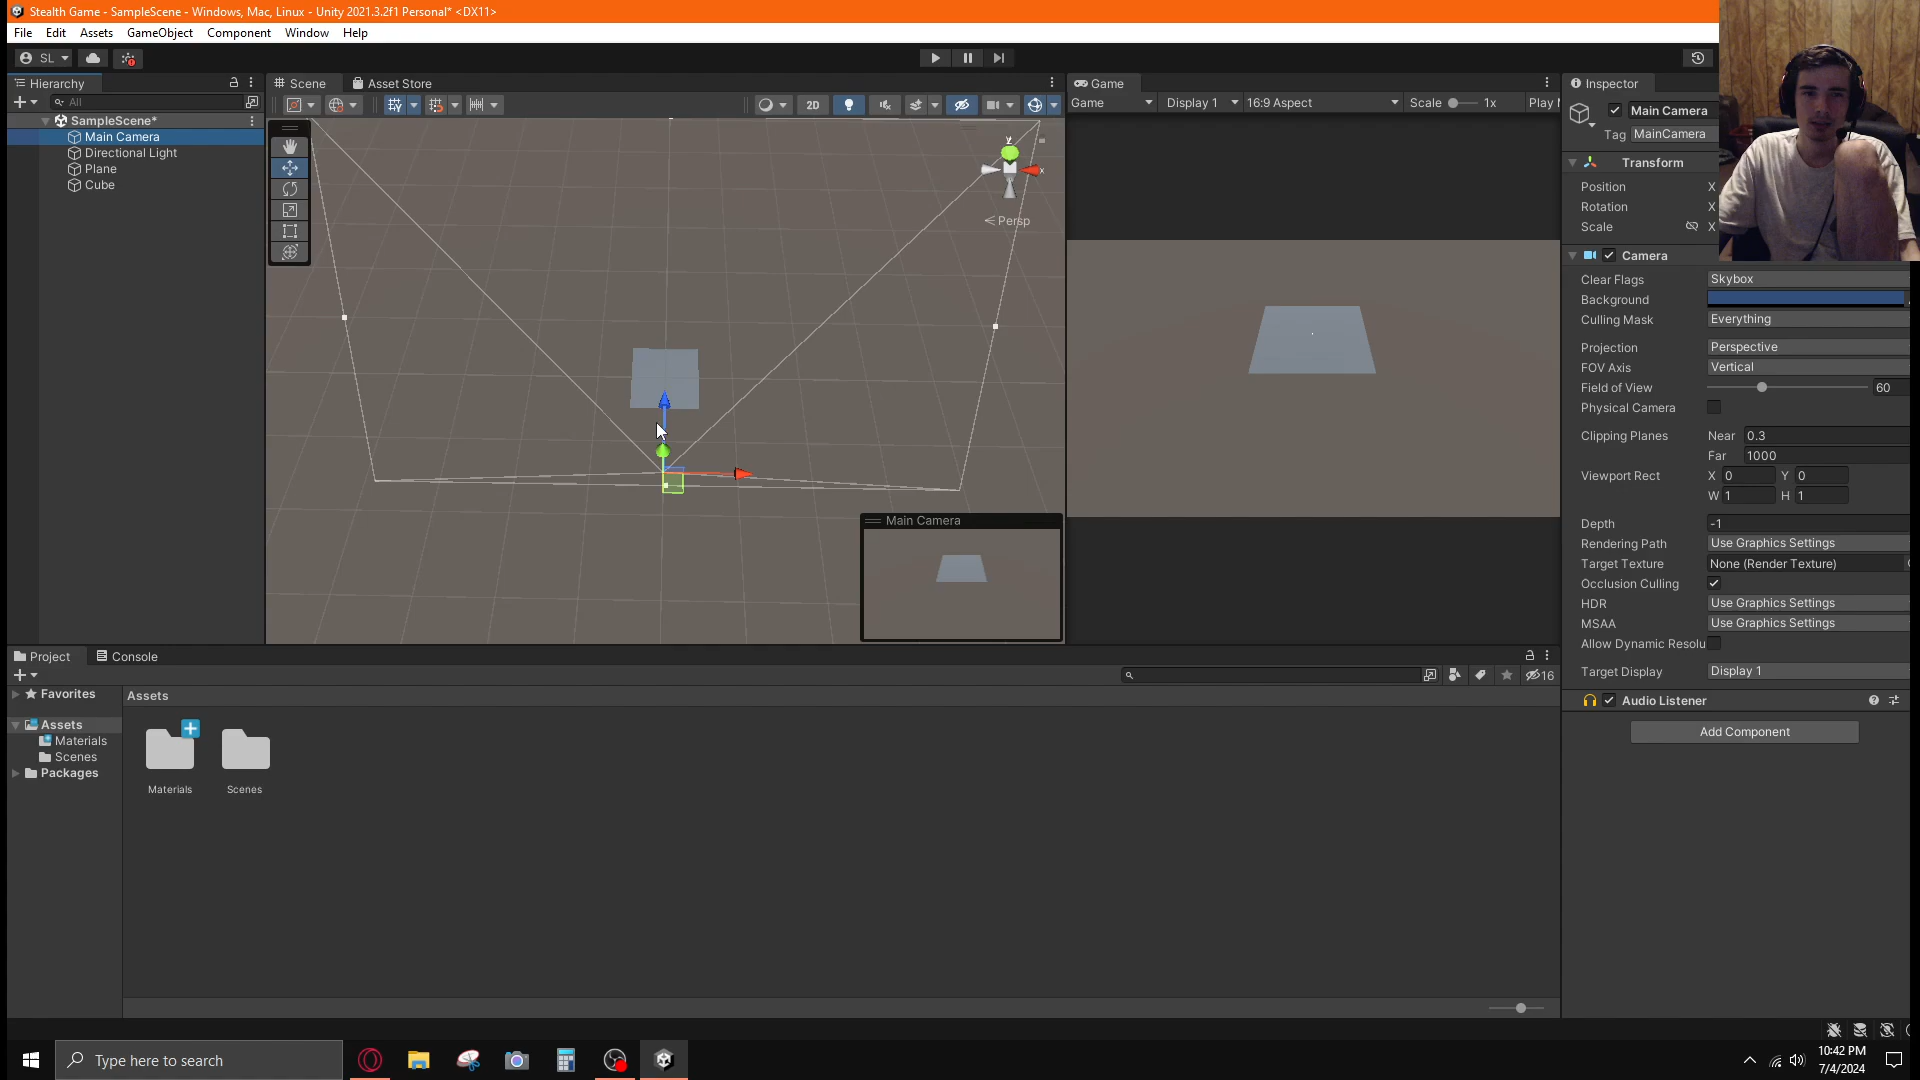 Stealth Game - SampleScene - Windows, Mac, Linux - Unity 2021.3.2f1 Personal* <DX11>
File Edit Assets GameObject Component Window Help
SL
Hierarchy
All
SampleScene*
Main Camera
Directional Light
Plane
Cube
Scene Asset Store
2D
y
x
Persp
Main Camera
Game
Game Display 1 16:9 Aspect Scale 1x Play
Inspector
Main Camera
Tag MainCamera
Transform
Position X
Rotation X
Scale X
Camera
Clear Flags Skybox
Background
Culling Mask Everything
Projection Perspective
FOV Axis Vertical
Field of View 60
Physical Camera
Clipping Planes Near 0.3
Far 1000
Viewport Rect X 0 Y 0
W 1 H 1
Depth -1
Rendering Path Use Graphics Settings
Target Texture None (Render Texture)
Occlusion Culling
HDR Use Graphics Settings
MSAA Use Graphics Settings
Allow Dynamic Resolu
Target Display Display 1
Audio Listener
Add Component
Project Console
16
Favorites
Assets
Materials
Scenes
Packages
Assets
Materials Scenes
Type here to search
10:42 PM
7/4/2024